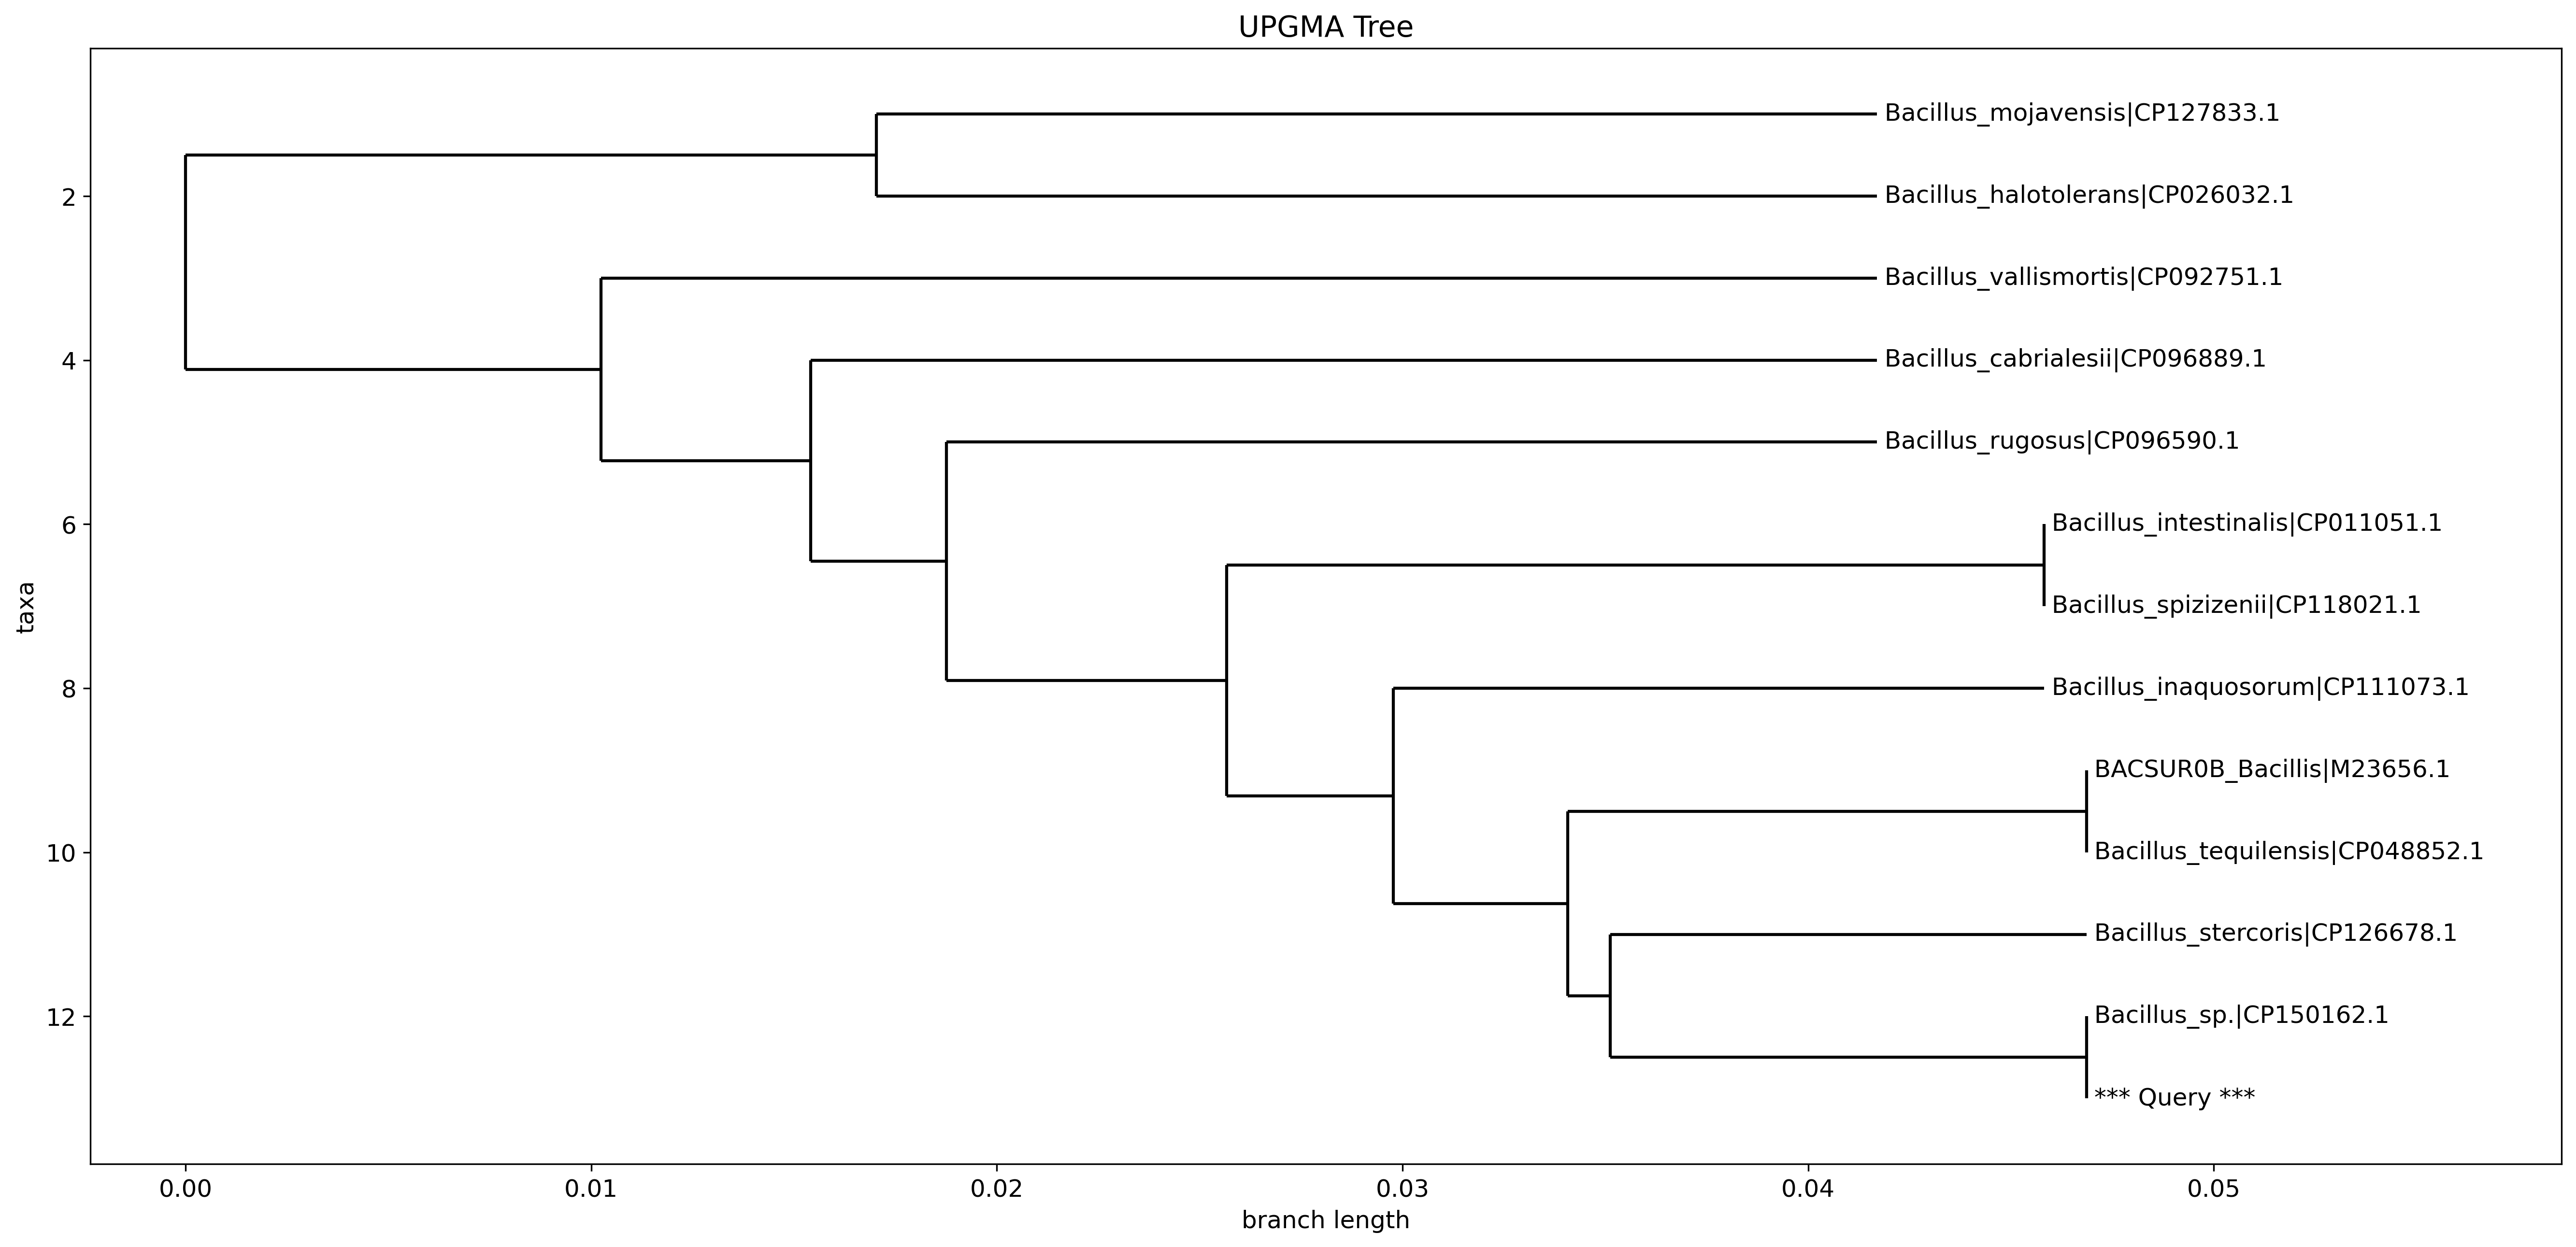 UPGMA Tree
Bacillus_mojavensis|CP127833.1
2
Bacillus_halotolerans|CP026032.1
Bacillus_vallismortis|CP092751.1
4
Bacillus_cabrialesii|CP096889.1
Bacillus_rugosus|CP096590.1
6
Bacillus_intestinalis|CP011051.1
taxa
Bacillus_spizizenii|CP118021.1
8
Bacillus_inaquosorum|CP111073.1
BACSUR0B_Bacillis|M23656.1
10
Bacillus_tequilensis|CP048852.1
Bacillus_stercoris|CP126678.1
12
Bacillus_sp.|CP150162.1
*** Query ***
0.00 0.01 0.02 0.03 0.04 0.05
branch length